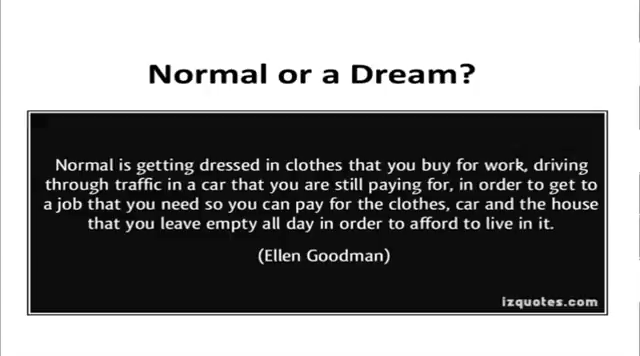 Normal or a Dream?
Normal is getting dressed in clothes that you buy for work, driving
through traffic in a car that you are still paying for, in order to get to
a job that you need so you can pay for the clothes, car and the house
that you leave empty all day in order to afford to live in it.
(Ellen Goodman)
izquotes.com